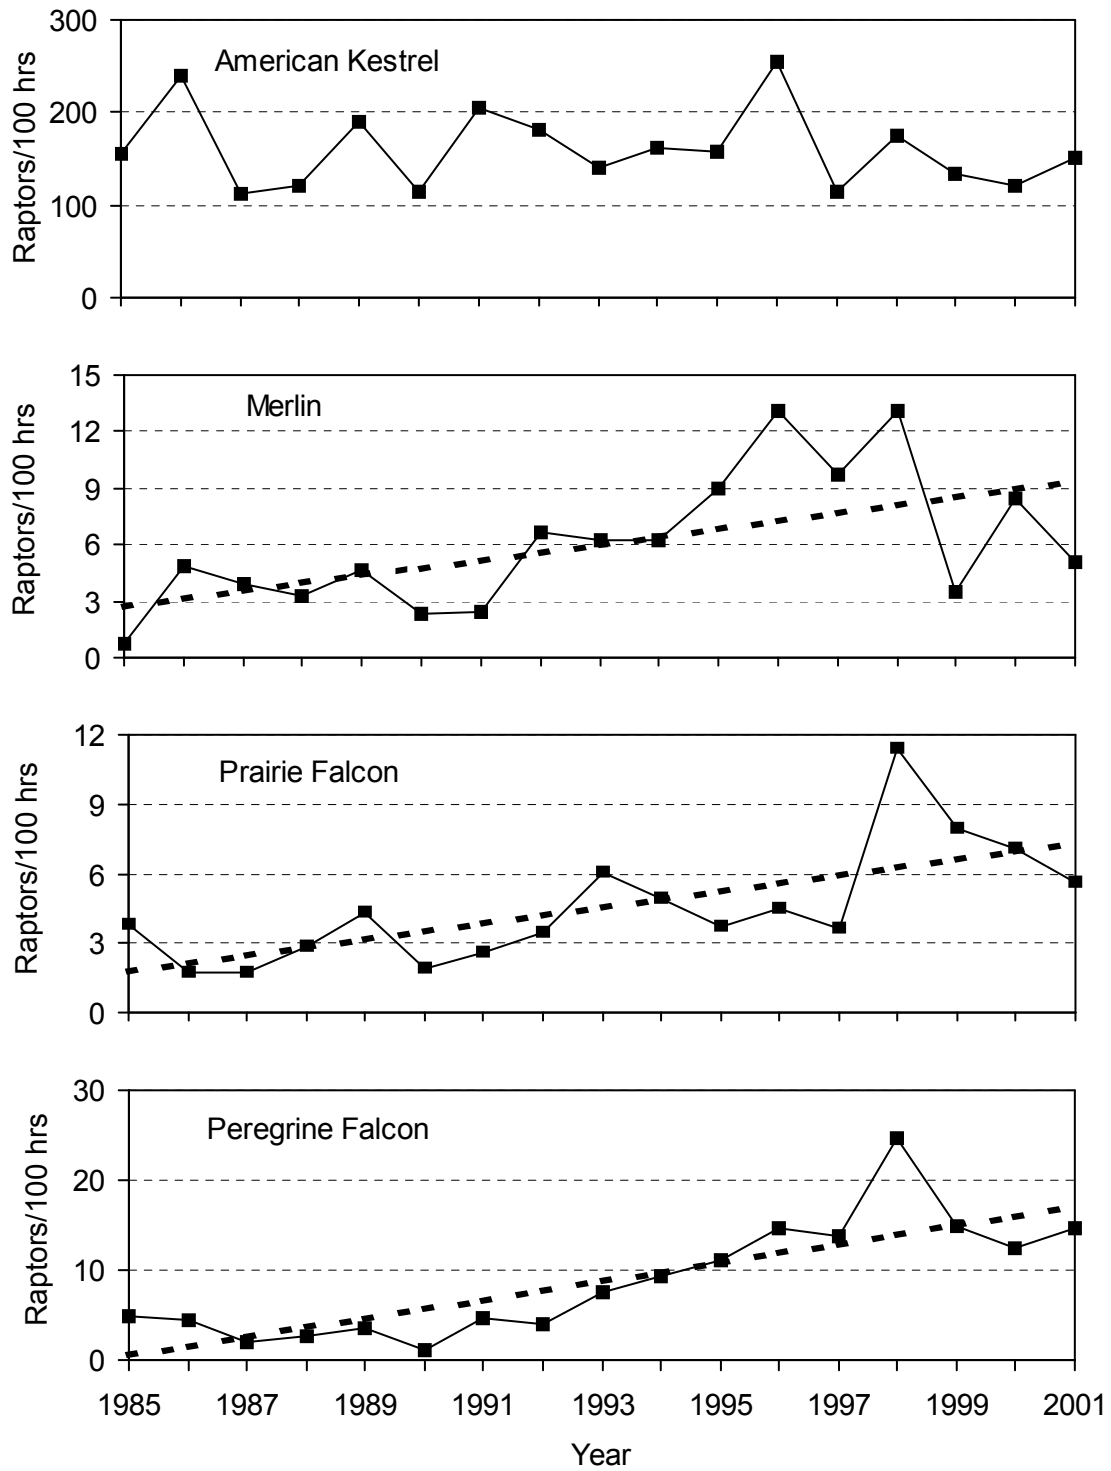 American Kestrel
Raptors/100 hrs
300
200
100
0
Merlin
Raptors/100 hrs
15
12
9
6
3
0
Prairie Falcon
Raptors/100 hrs
12
9
6
3
0
Peregrine Falcon
Raptors/100 hrs
30
20
10
0
1985 1987 1989 1991 1993 1995 1997 1999 2001
Year